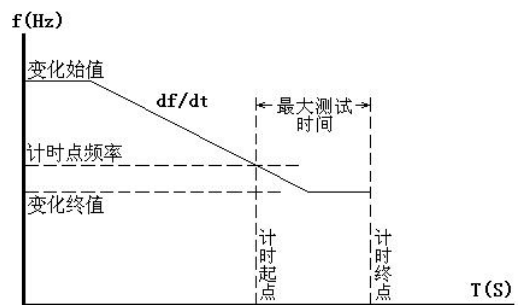 f(Hz)
变化始值
df/dt
最大测试
时间
计时点频率
变化终值
计时起点
计时终点
T(S)